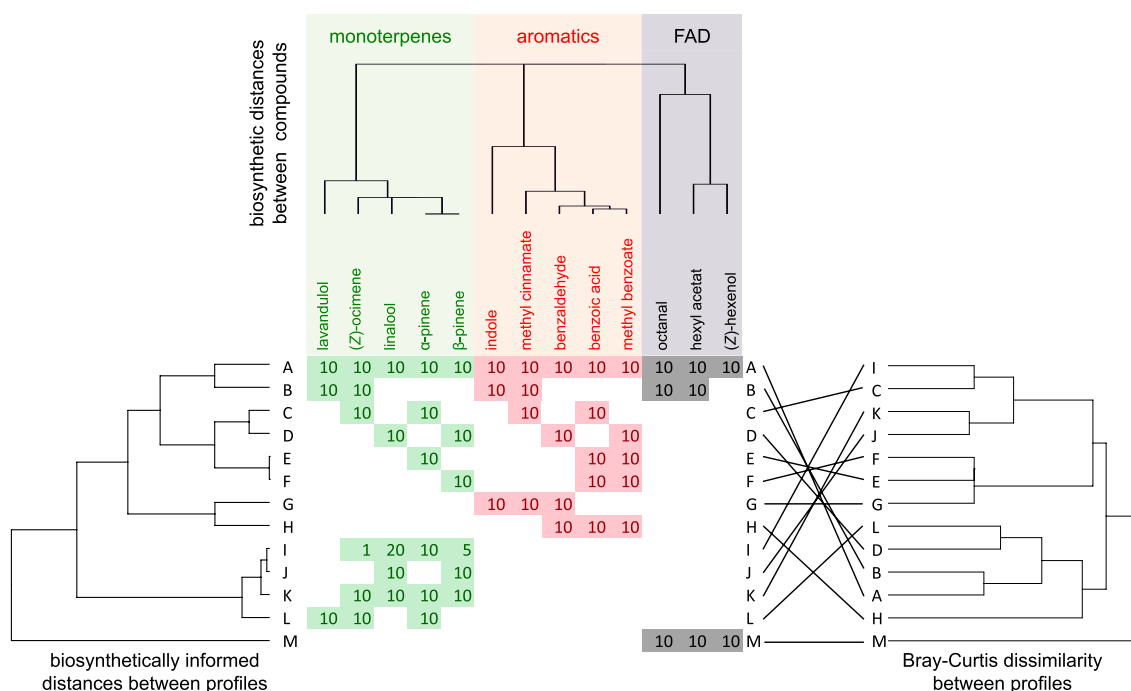 monoterpenes aromatics FAD
biosynthetic distances
between compounds
lavandulol
(Z)-ocimene
linalool
α-pinene
β-pinene
indole
methyl cinnamate
benzaldehyde
benzoic acid
methyl benzoate
octanal
hexyl acetat
(Z)-hexenol
A 10 10 10 10 10 10 10 10 10 10 10 10 10 A I
B 10 10 10 10 10 10 B C
C 10 10 10 10 C K
D 10 10 10 10 D J
E 10 10 10 E F
F 10 10 10 F E
G 10 10 10 G G
H 10 10 10 H L
I 1 20 10 5 I D
J 10 10 J B
K 10 10 10 10 K A
L 10 10 10 L H
M 10 10 10 M M
biosynthetically informed
distances between profiles
Bray-Curtis dissimilarity
between profiles